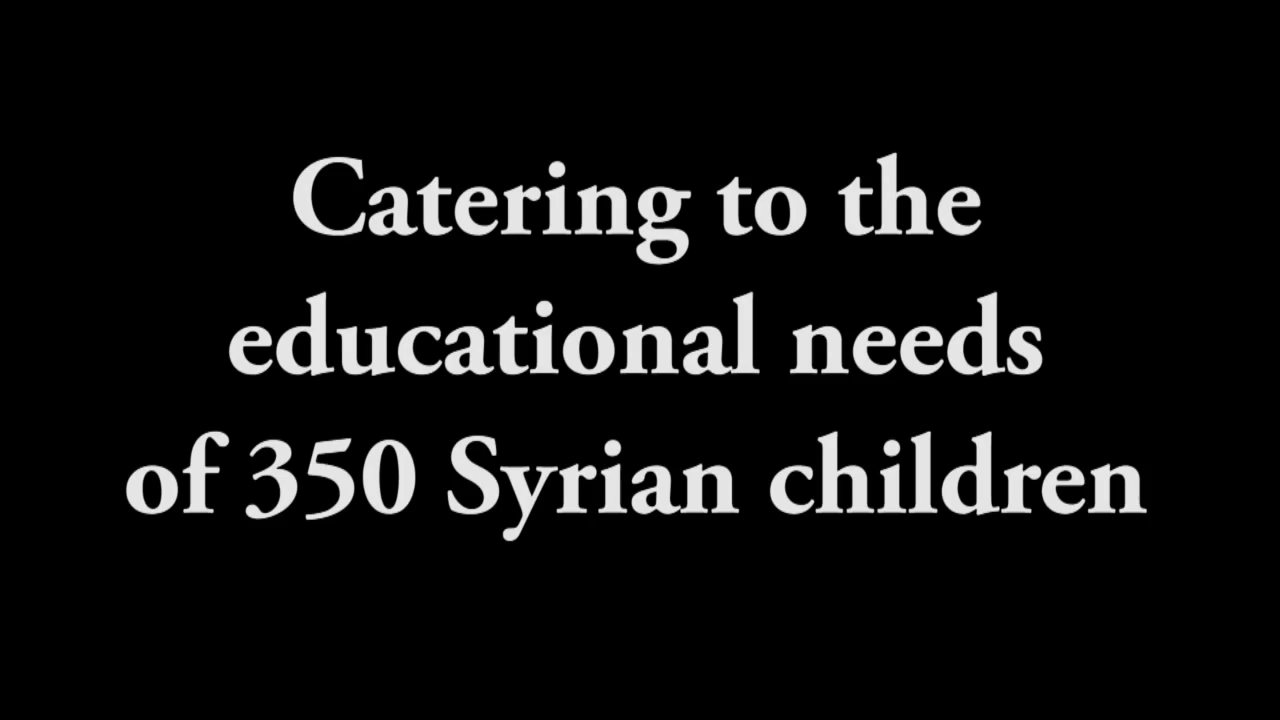 Catering to the
educational needs
of 350 Syrian children